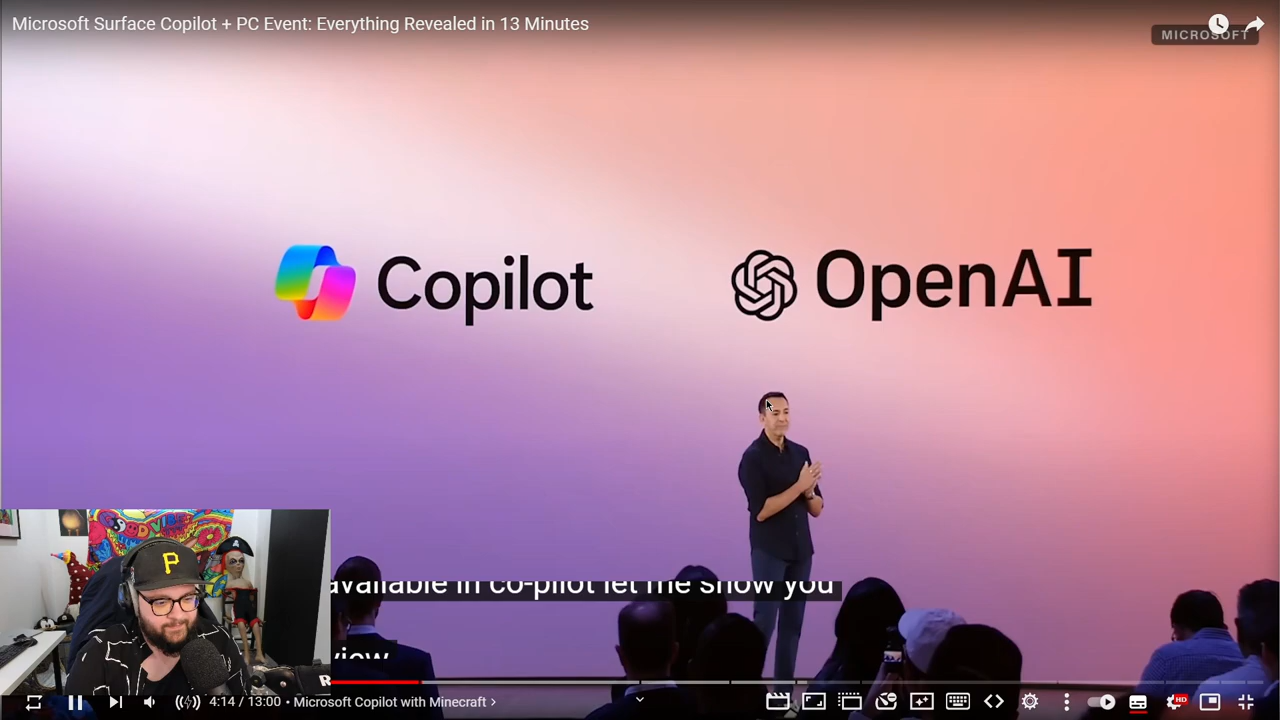 Microsoft Surface Copilot + PC Event: Everything Revealed in 13 Minutes
MICROSOFT
Copilot
OpenAI
P
A
available in co-pilot let me show you
4:14 / 13:00 • Microsoft Copilot with Minecraft >
HD